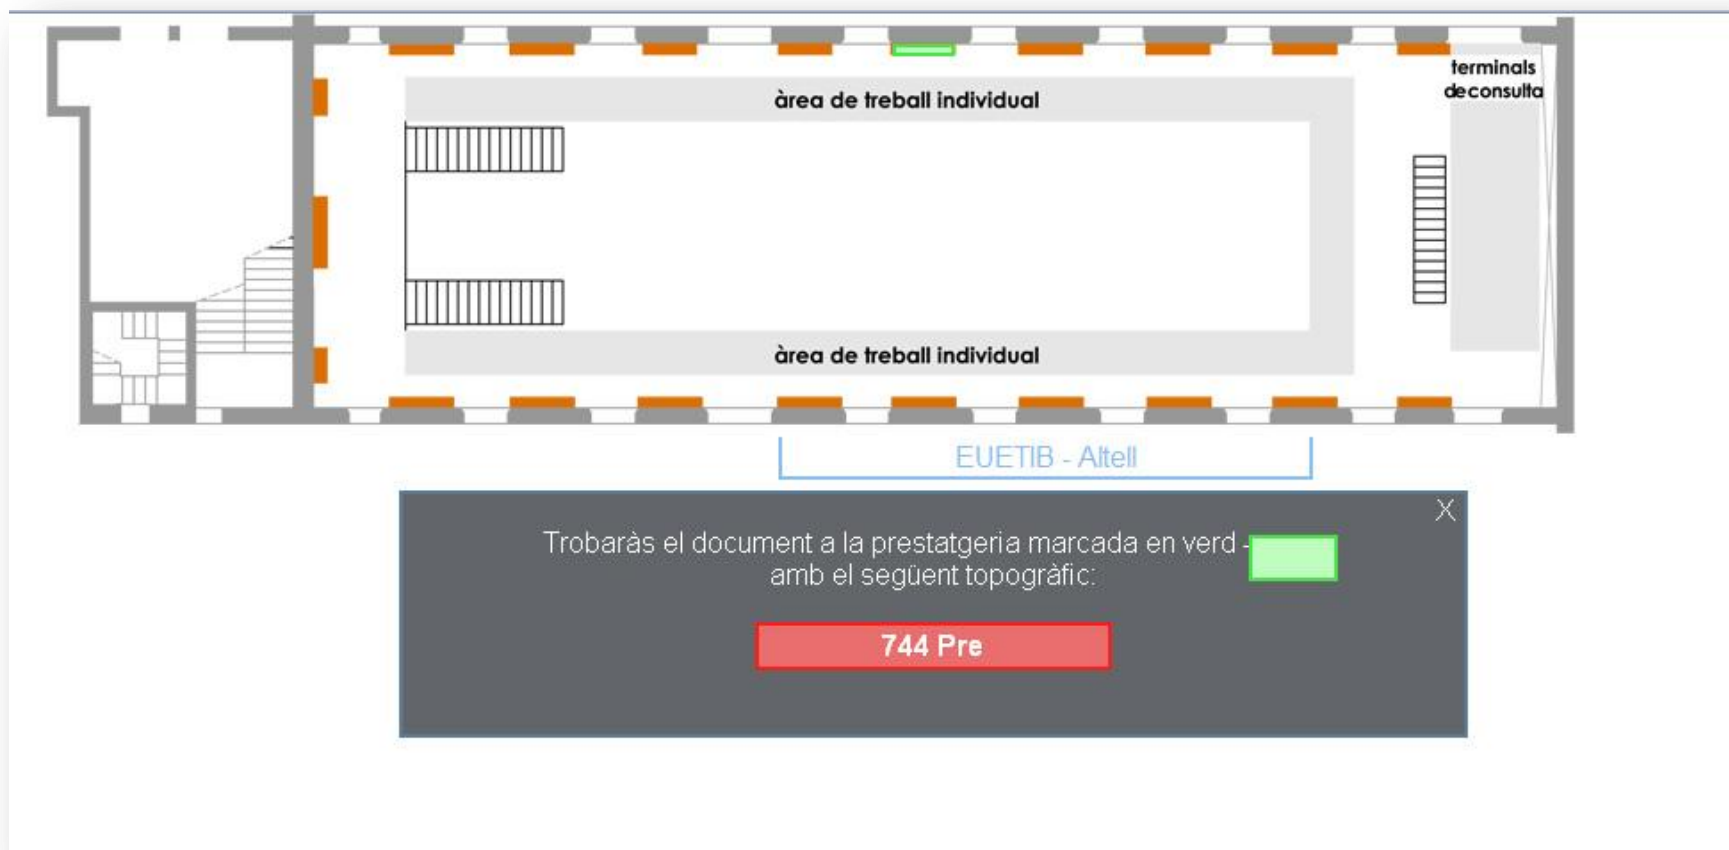 terminals
deconsulta
àrea de treball individual
àrea de treball individual
EUETIB - Altell
X
Trobaràs el document a la prestatgeria marcada en verd -
amb el següent topogràfic:
744 Pre